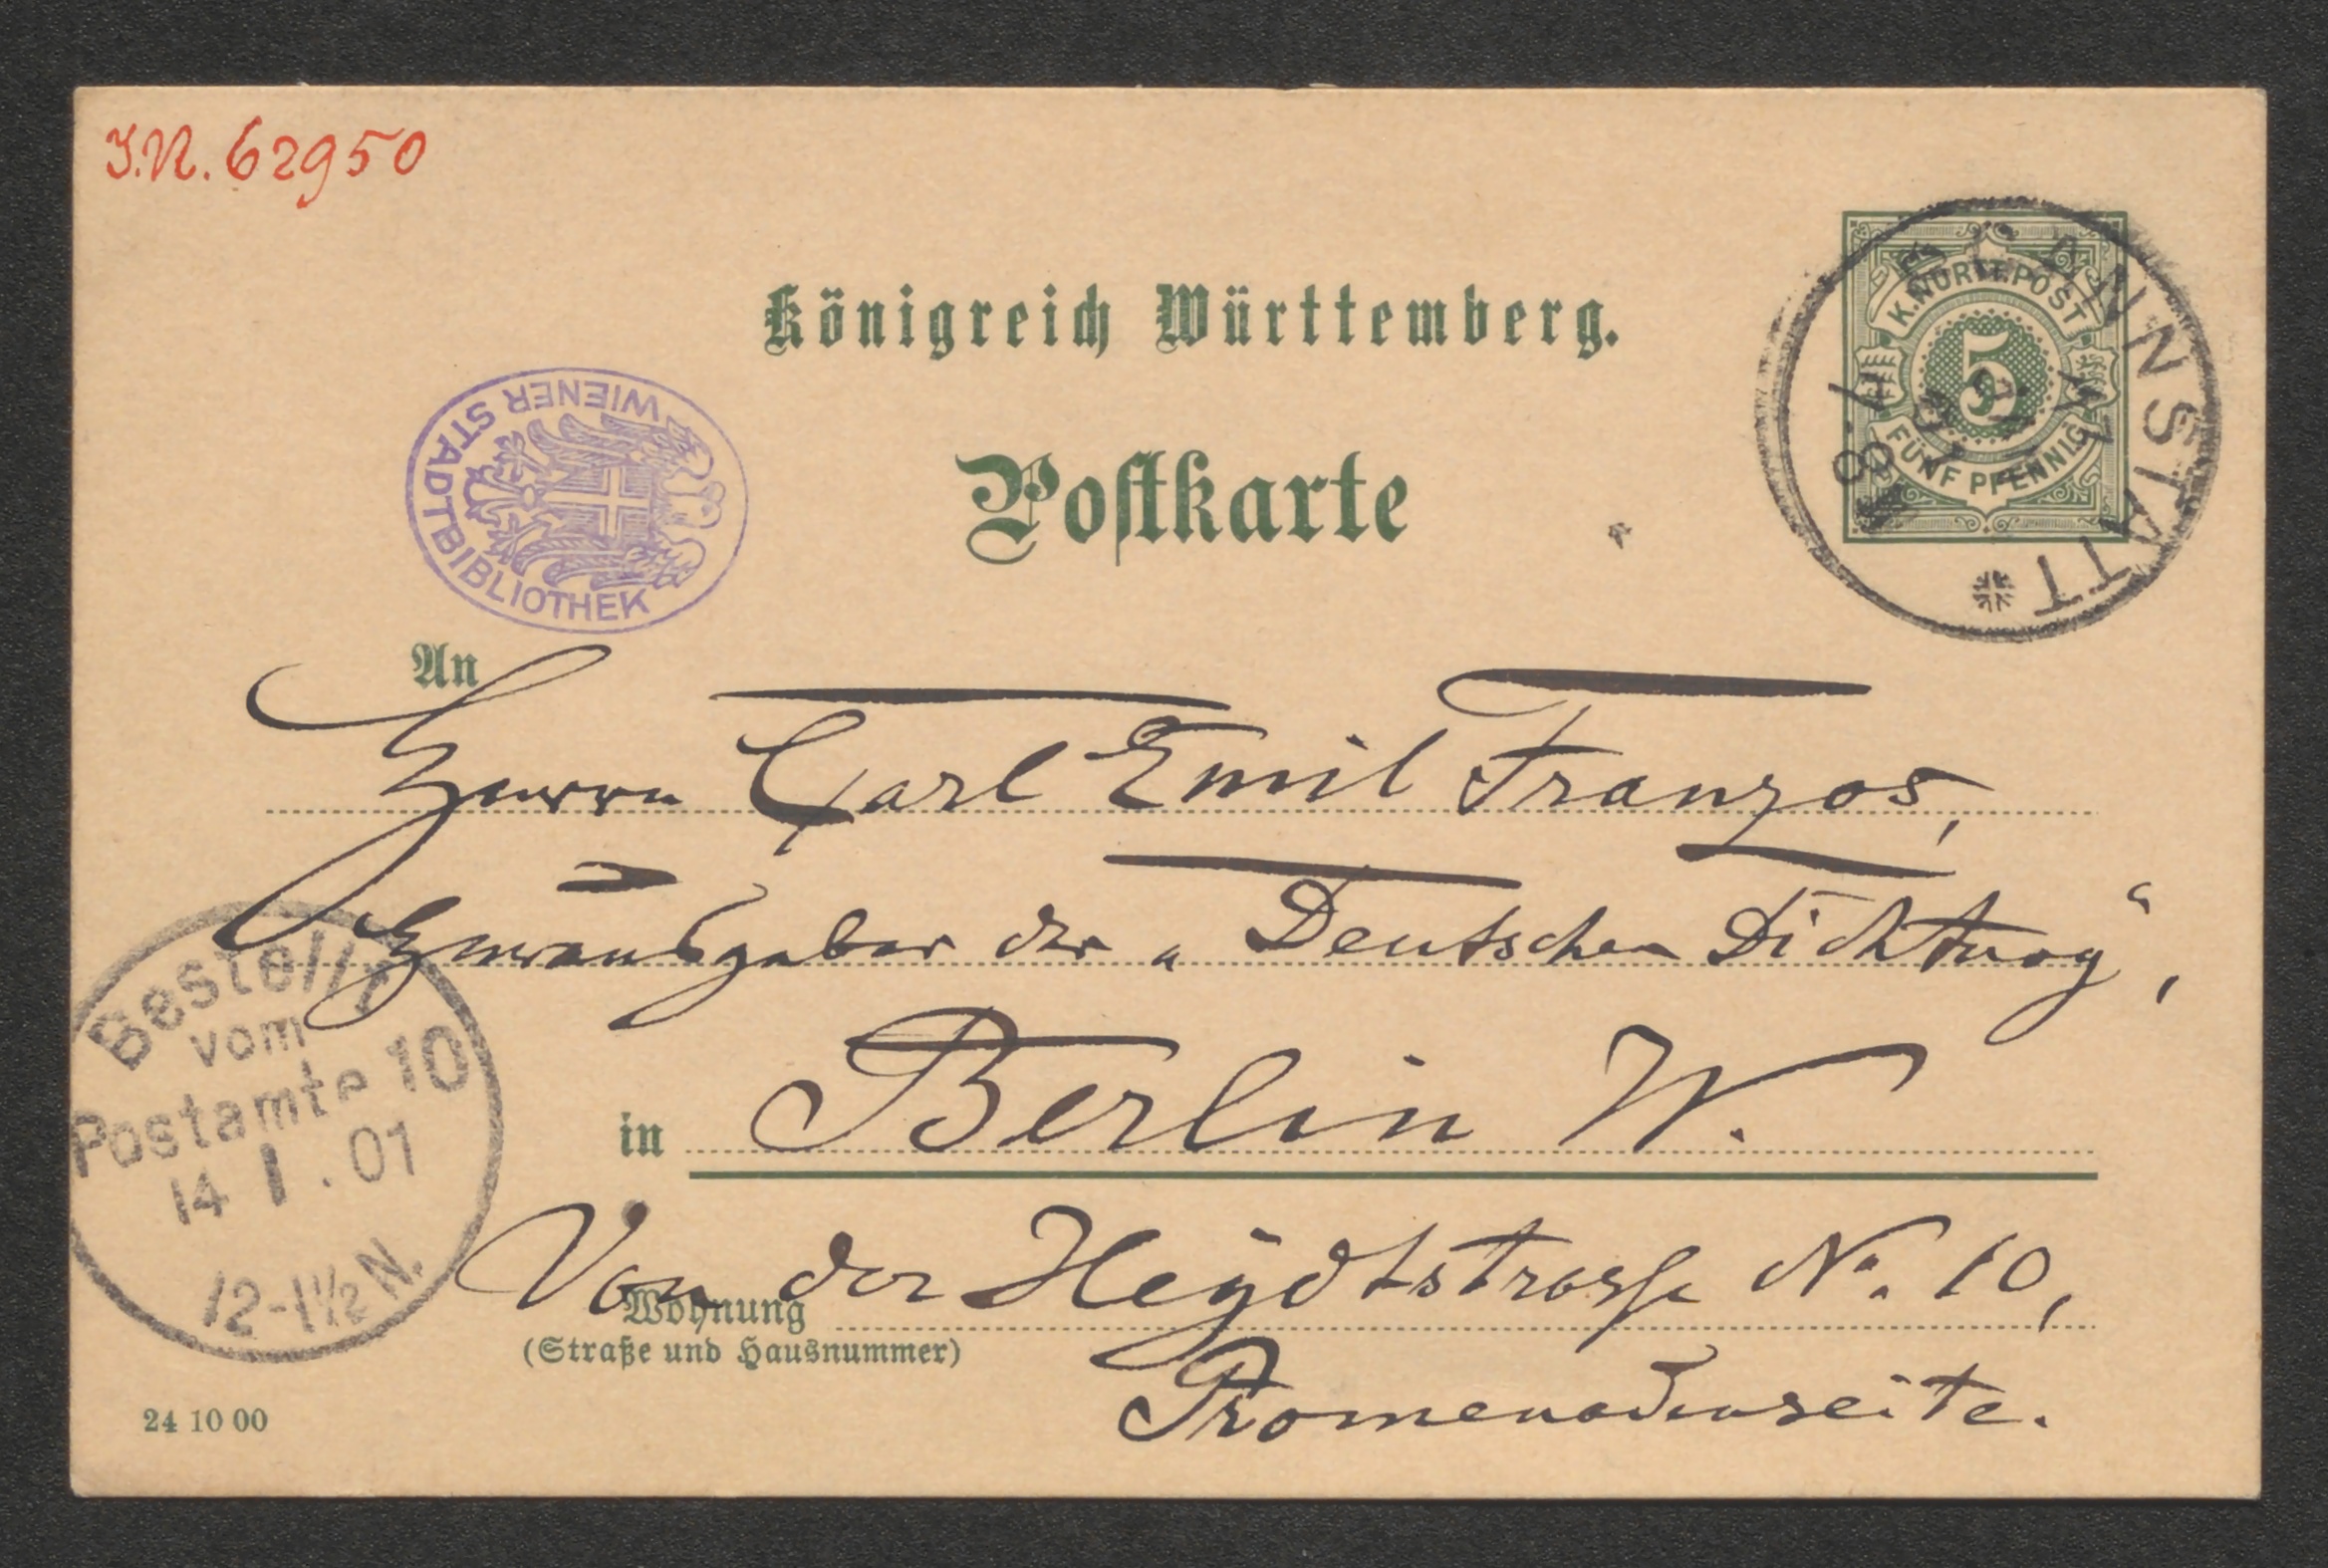 J.N. 62950
Königreich Württemberg.
K.WÜRTT.POST
5
FÜNF PFENNIG
WIENER STADTBIBLIOTHEK
Postkarte
An
Herrn Carl Emil Franzos,
Herausgeber der „Deutschen Dichtung“,
Bestellt
vom
Postamte 10
14 1.01
12-1½N.
in Berlin W.
Von der Heydtstrasse No. 10,
Wohnung
(Straße und Hausnummer)
Promenadenseite.
24 10 00